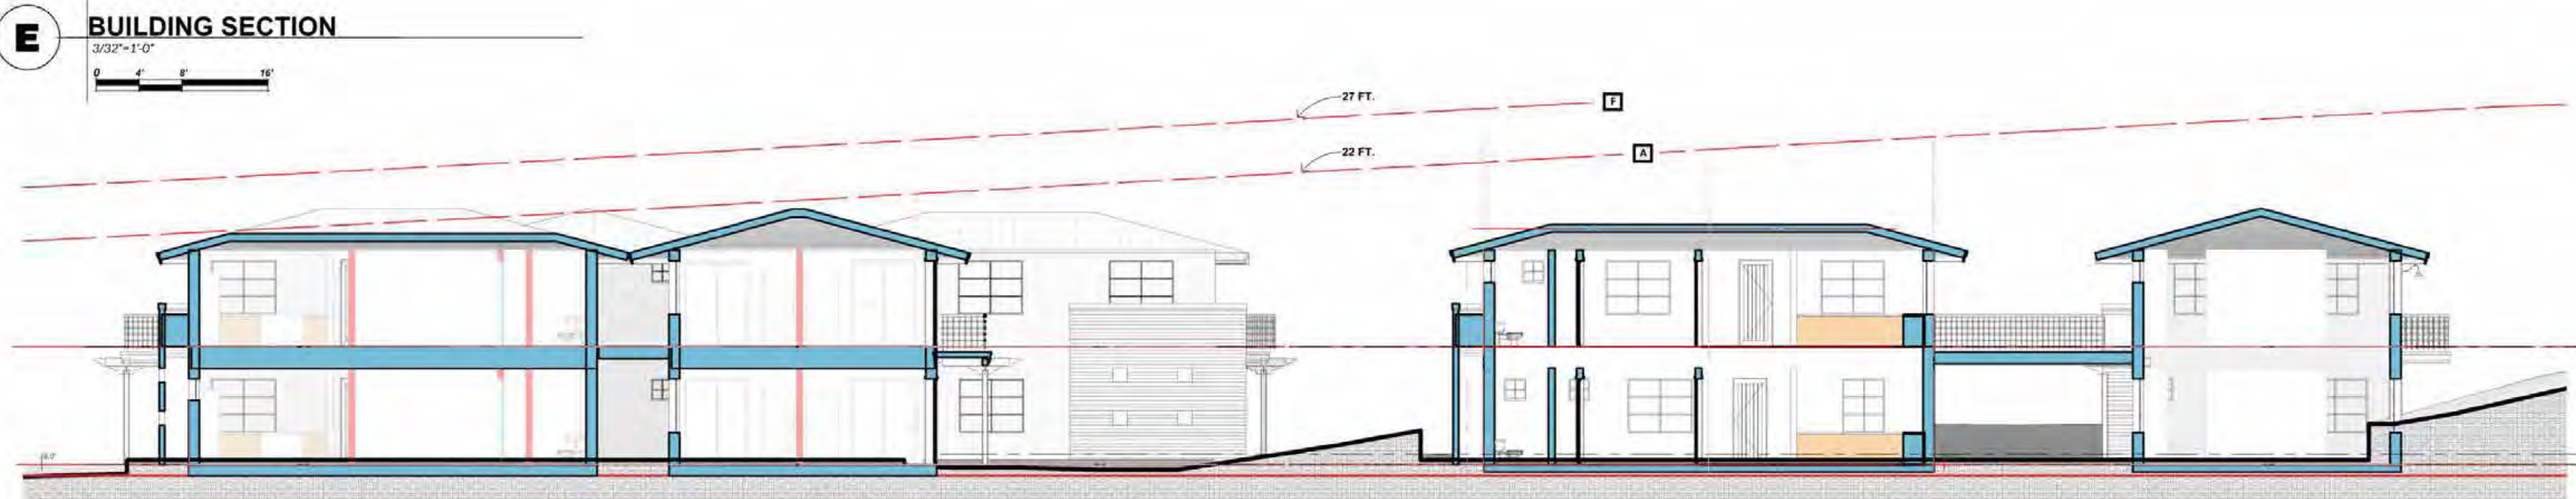 E
BUILDING SECTION
3/32"=1'-0"
0 4' 8' 16'
27 FT.
F
22 FT.
A